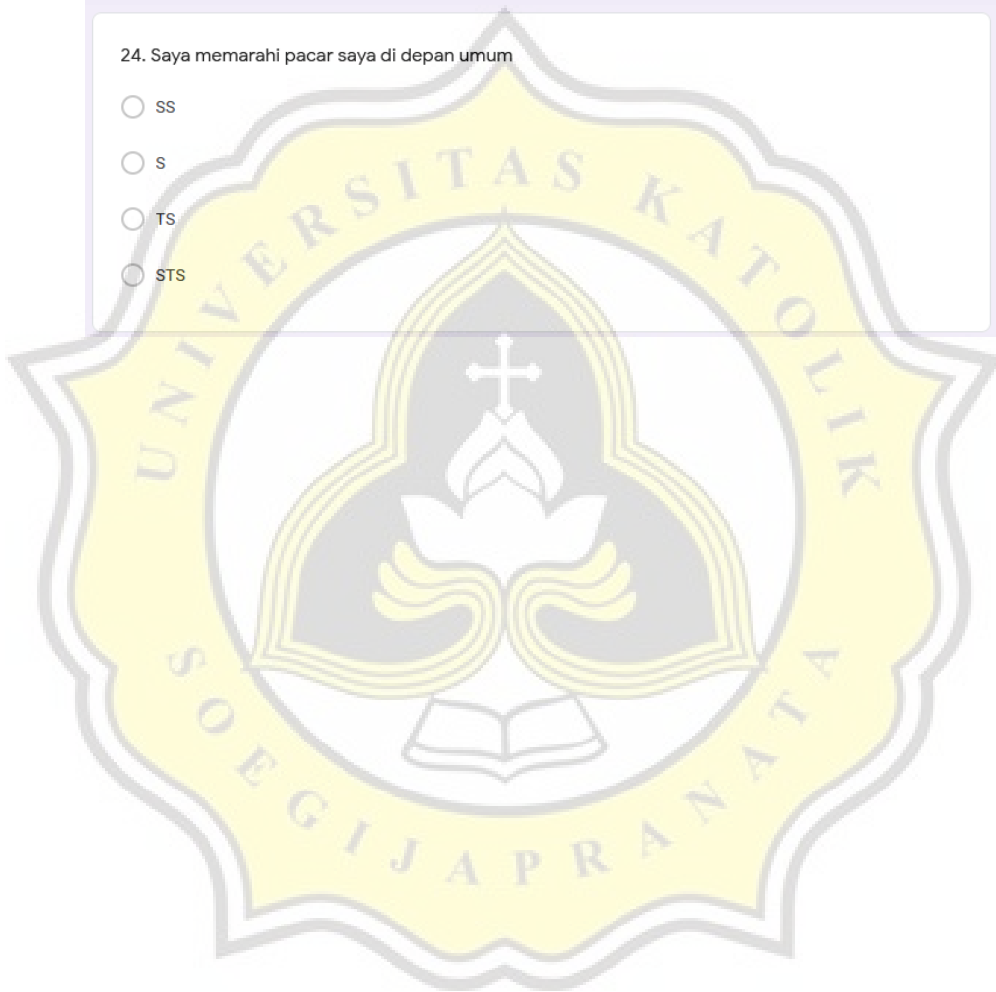 24. Saya memarahi pacar saya di depan umum
SS
S
TS
STS
UNIVERSITAS KATOLIK
SOEGIJAPRANATA